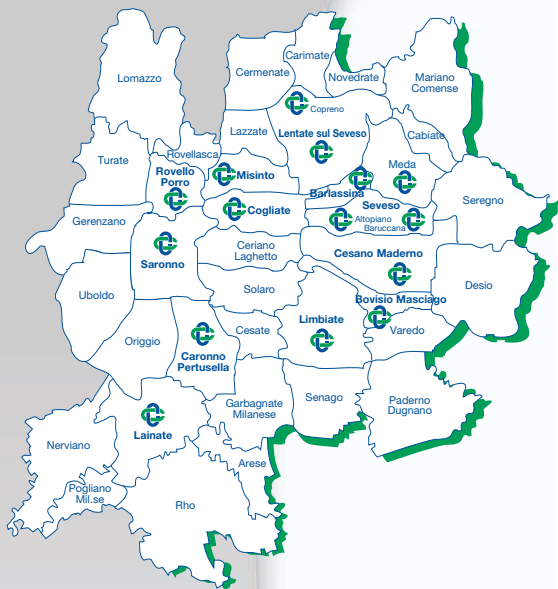 Carimate
Lomazzo
Cermenate
Novedrate
Mariano
Comense
Copreno
Lazzate
Lentate sul Seveso
Cabiate
Turate
Rovellasca
Meda
Rovello
Porro
Misinto
Barlassina
Seregno
Cogliate
Seveso
Altopiano
Baruccana
Gerenzano
Ceriano
Laghetto
Cesano Maderno
Saronno
Desio
Solaro
Uboldo
Bovisio Masciago
Limbiate
Cesate
Varedo
Origgio
Caronno
Pertusella
Senago
Paderno
Dugnano
Garbagnate
Milanese
Lainate
Nerviano
Arese
Pogliano
Mil.se
Rho